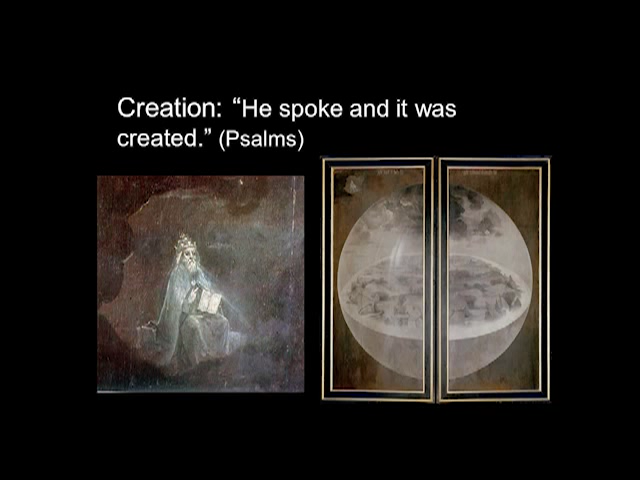 Creation: “He spoke and it was
created.” (Psalms)